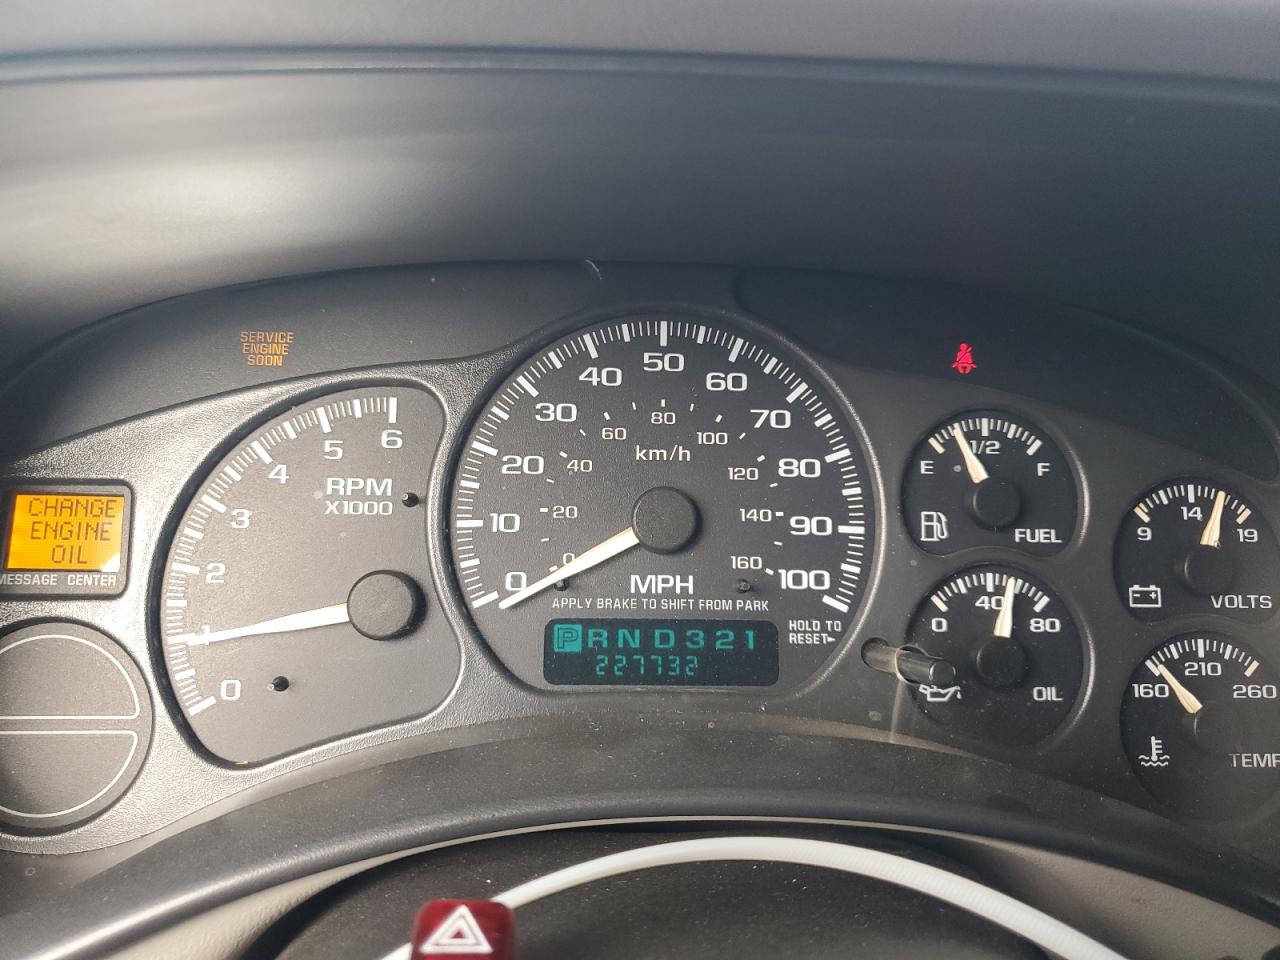 SERVICE
ENGINE
SOON
CHANGE
ENGINE
OIL
MESSAGE CENTER
0
1
2
3
4
5
6
RPM
X1000
0
10
20
30
40
50
60
70
80
90
100
0
20
40
60
80
100
120
140
160
km/h
MPH
APPLY BRAKE TO SHIFT FROM PARK
PRND321
227732
HOLD TO
RESET
E 1/2 F
FUEL
0 40 80
OIL
9 14 19
VOLTS
160 210 260
TEMP